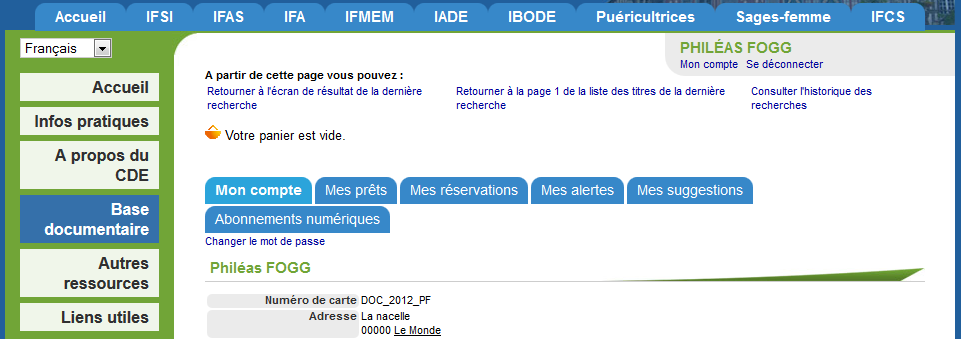 Accueil IFSI IFAS IFA IFMEM IADE IBODE Puéricultrices Sages-femme IFCS
Français
PHILÉAS FOGG
Mon compte Se déconnecter
Accueil
Infos pratiques
A propos du
CDE
Base
documentaire
Autres
ressources
Liens utiles
A partir de cette page vous pouvez :
Retourner à l'écran de résultat de la dernière
recherche
Retourner à la page 1 de la liste des titres de la dernière
recherche
Consulter l'historique des
recherches
Votre panier est vide.
Mon compte Mes prêts Mes réservations Mes alertes Mes suggestions
Abonnements numériques
Changer le mot de passe
Philéas FOGG
Numéro de carte DOC_2012_PF
Adresse La nacelle
00000 Le Monde